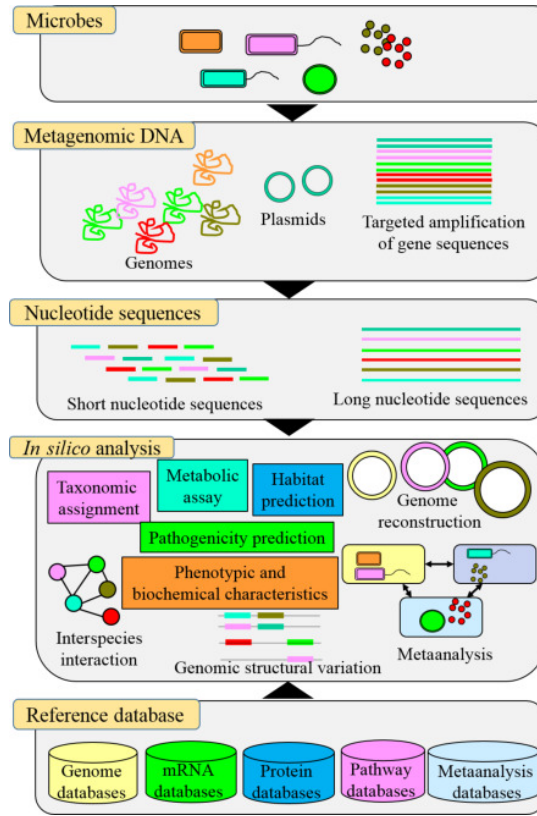 Microbes
Metagenomic DNA
Genomes
Plasmids
Targeted amplification
of gene sequences
Nucleotide sequences
Short nucleotide sequences
Long nucleotide sequences
In silico analysis
Taxonomic
assignment
Metabolic
assay
Habitat
prediction
Genome
reconstruction
Pathogenicity prediction
Phenotypic and
biochemical characteristics
Interspecies
interaction
Genomic structural variation
Metaanalysis
Reference database
Genome
databases
mRNA
databases
Protein
databases
Pathway
databases
Metaanalysis
databases